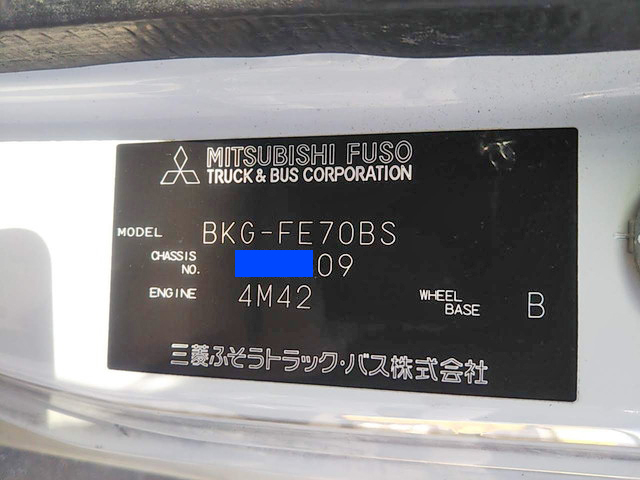 MITSUBISHI FUSO
TRUCK & BUS CORPORATION
MODEL BKG-FE70BS
CHASSIS NO. 09
ENGINE 4M42 WHEEL BASE B
三菱ふそうトラック・バス株式会社